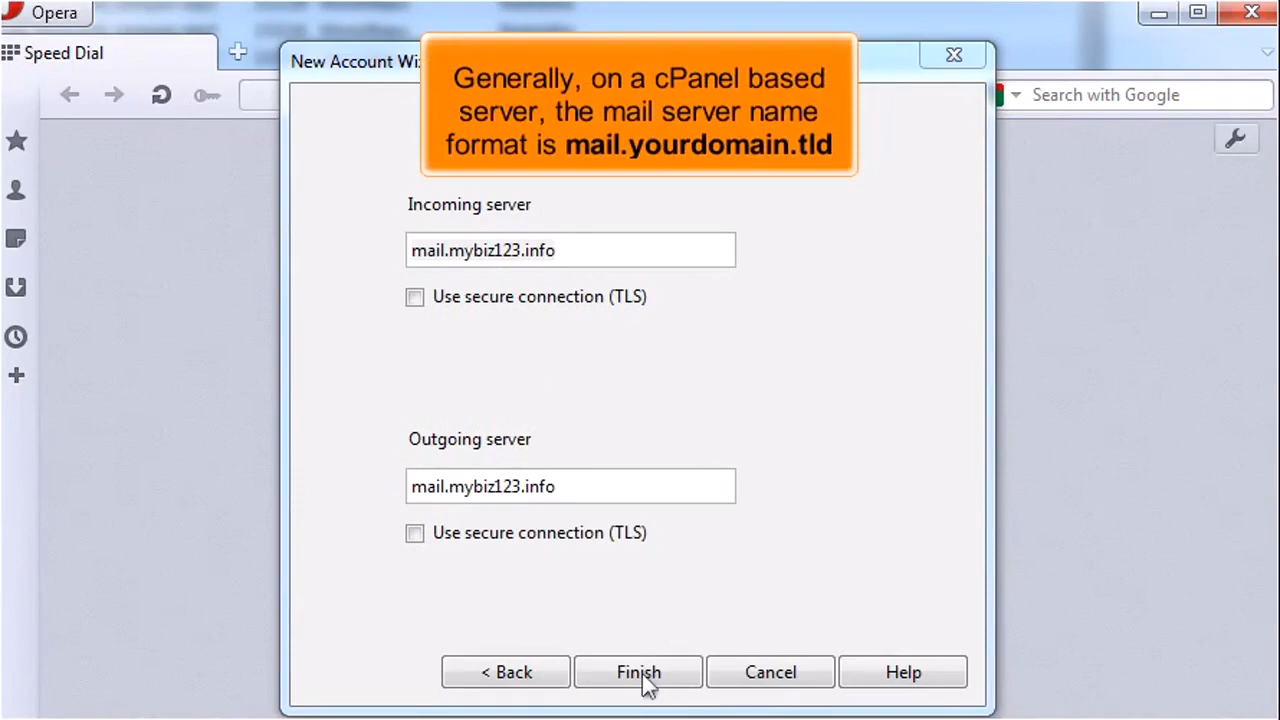 Opera
Speed Dial
New Account Wi
Generally, on a cPanel based
server, the mail server name
format is mail.yourdomain.tld
Search with Google
Incoming server
mail.mybiz123.info
Use secure connection (TLS)
Outgoing server
mail.mybiz123.info
Use secure connection (TLS)
< Back
Finish
Cancel
Help